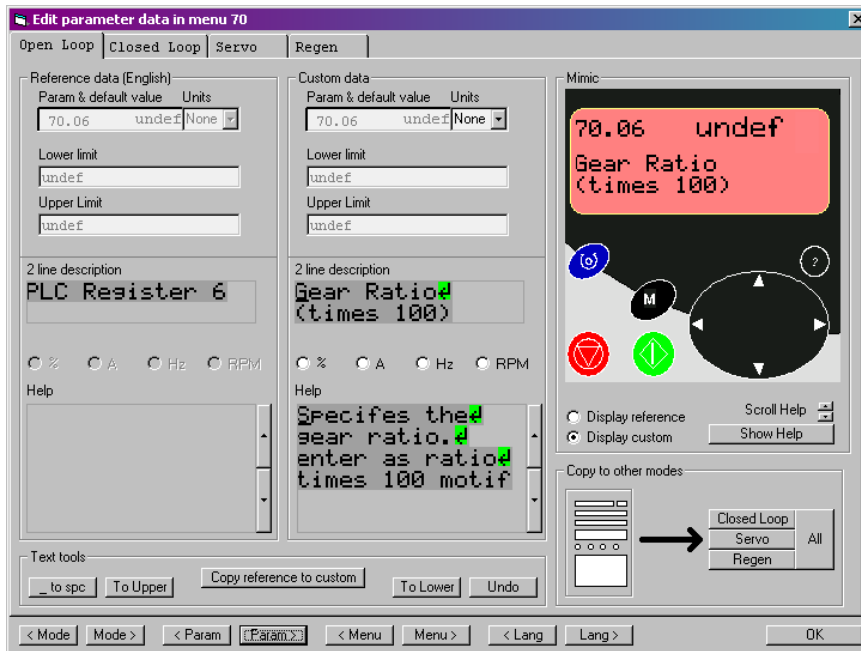 Edit parameter data in menu 70
Open Loop Closed Loop Servo Regen
Reference data (English)
Param & default value Units
70.06 undef None
Lower limit
undef
Upper Limit
undef
2 line description
PLC Register 6
% A Hz RPM
Help
Custom data
Param & default value Units
70.06 undef None
Lower limit
undef
Upper Limit
undef
2 line description
Gear Ratio
(times 100)
% A Hz RPM
Help
Specifes the
gear ratio.
enter as ratio
times 100 motif
Mimic
70.06 undef
Gear Ratio
(times 100)
?
M
Display reference
Display custom
Scroll Help
Show Help
Copy to other modes
Closed Loop
Servo
Regen
All
Text tools
_ to spc To Upper Copy reference to custom To Lower Undo
< Mode Mode > < Param Param > < Menu Menu > < Lang Lang > OK